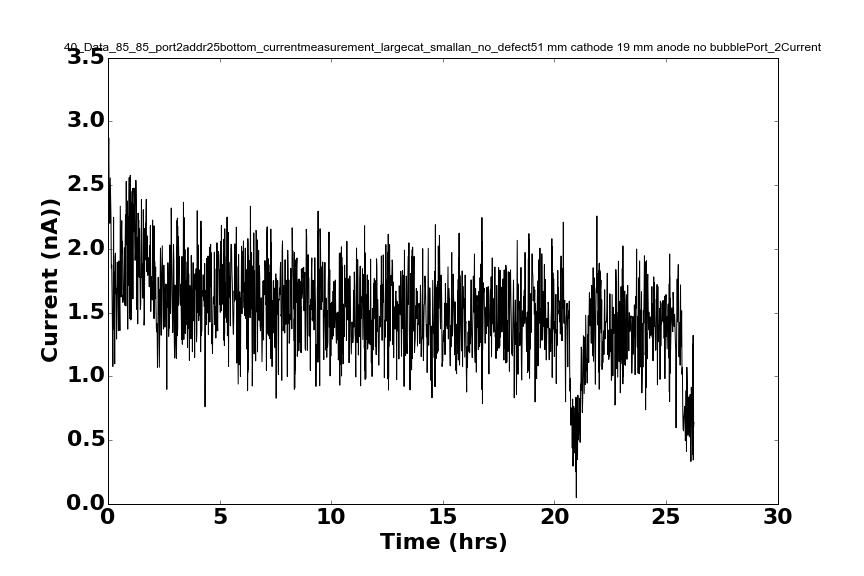 40_Data_85_85_port2addr25bottom_currentmeasurement_largecat_smallan_no_defect51 mm cathode 19 mm anode no bubblePort_2Current
3.5
3.0
2.5
2.0
1.5
1.0
0.5
0.0
Current (nA))
0 5 10 15 20 25 30
Time (hrs)